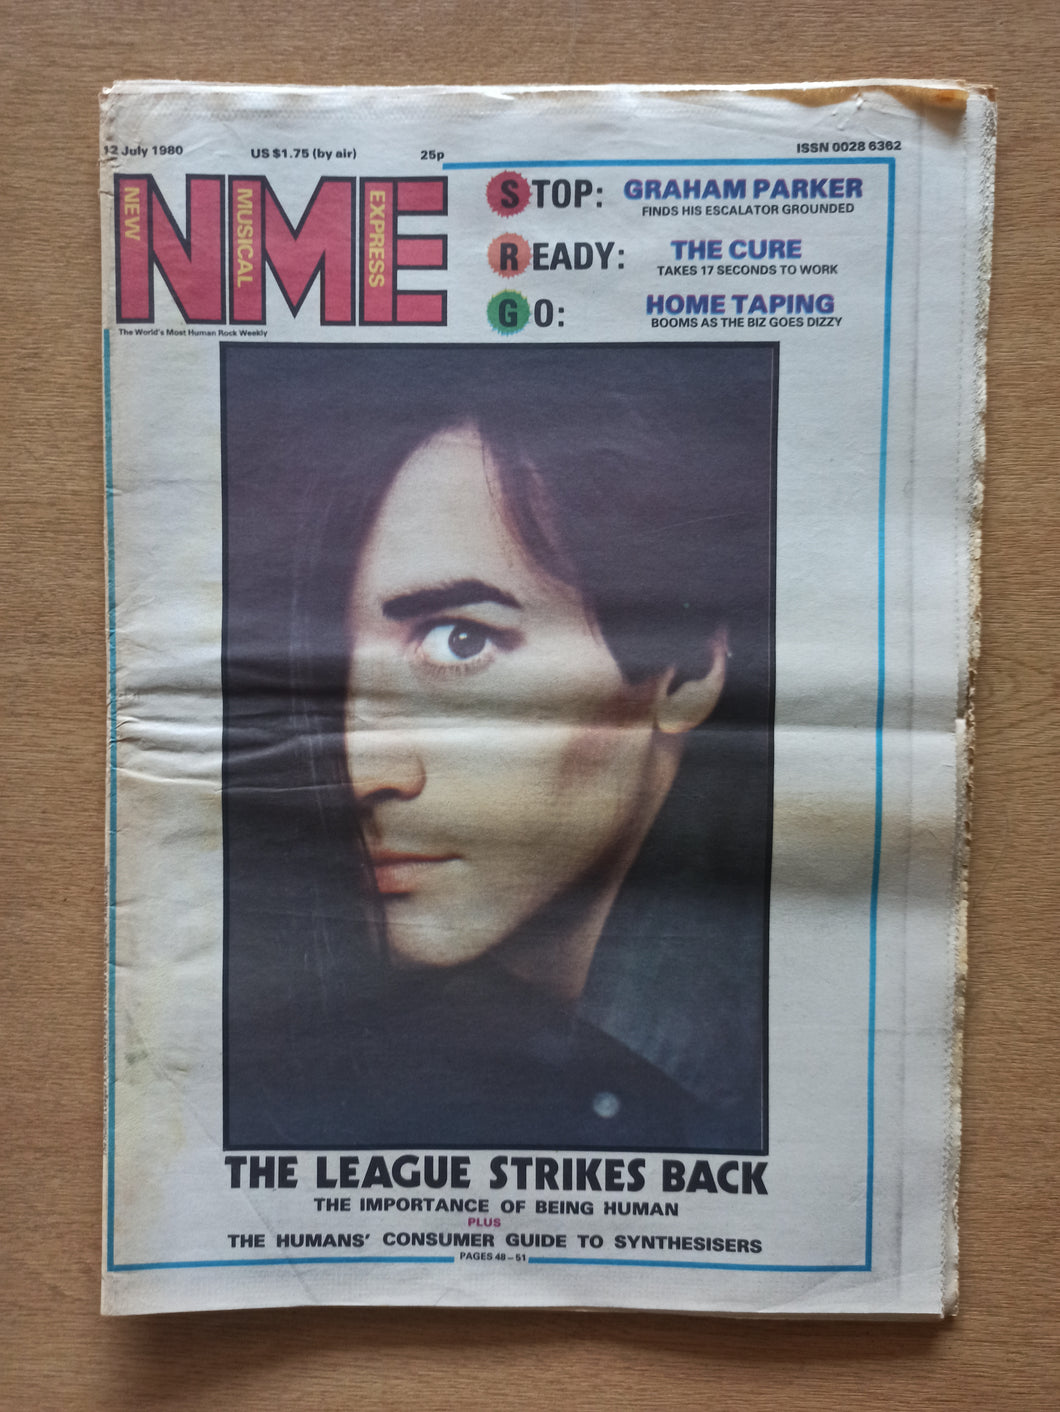 12 July 1980 US $1.75 (by air) 25p ISSN 0028 6362
NME
NEW MUSICAL EXPRESS
The World's Most Human Rock Weekly
STOP: GRAHAM PARKER
FINDS HIS ESCALATOR GROUNDED
READY: THE CURE
TAKES 17 SECONDS TO WORK
GO: HOME TAPING
BOOMS AS THE BIZ GOES DIZZY
THE LEAGUE STRIKES BACK
THE IMPORTANCE OF BEING HUMAN
PLUS
THE HUMANS' CONSUMER GUIDE TO SYNTHESISERS
PAGES 48 – 51